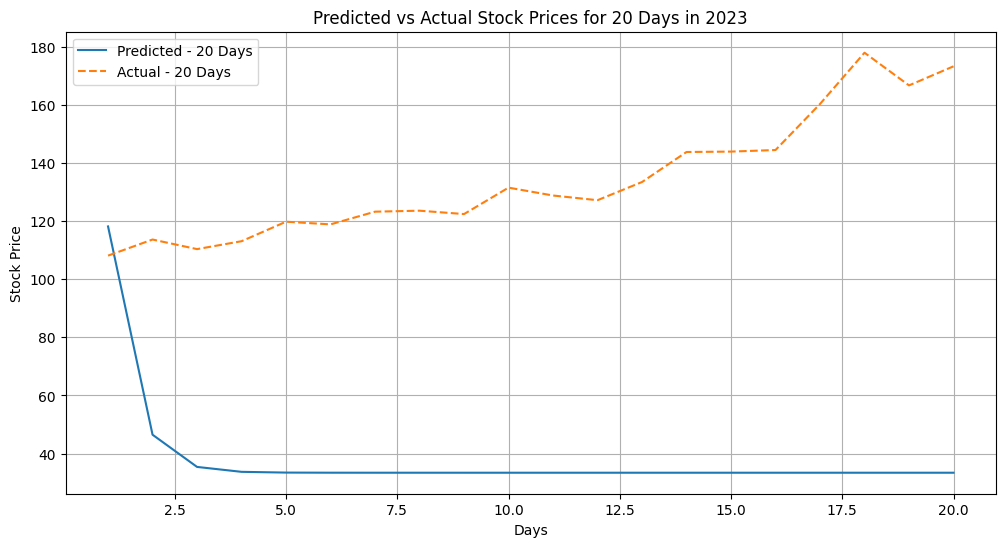 Predicted vs Actual Stock Prices for 20 Days in 2023
Predicted - 20 Days
Actual - 20 Days
Stock Price
180
160
140
120
100
80
60
40
2.5 5.0 7.5 10.0 12.5 15.0 17.5 20.0
Days